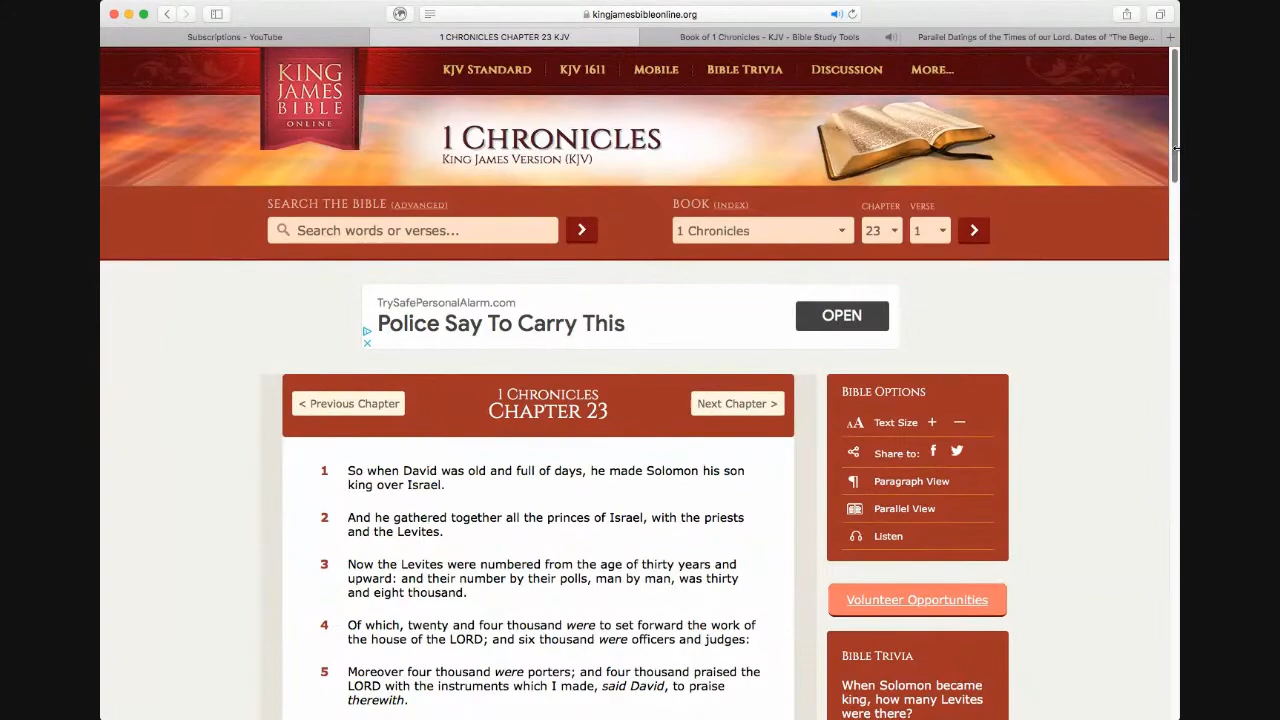 kingjamesbibleonline.org
Subscriptions - YouTube
1 CHRONICLES CHAPTER 23 KJV
Book of 1 Chronicles - KJV - Bible Study Tools
Parallel Datings of the Times of our Lord. Dates of "The Bege...
KING
JAMES
BIBLE
ONLINE
KJV STANDARD
KJV 1611
MOBILE
BIBLE TRIVIA
DISCUSSION
MORE...
1 CHRONICLES
KING JAMES VERSION (KJV)
SEARCH THE BIBLE (ADVANCED)
Search words or verses...
BOOK (INDEX)
CHAPTER
VERSE
1 Chronicles
23
1
TrySafePersonalAlarm.com
Police Say To Carry This
OPEN
< Previous Chapter
1 CHRONICLES
CHAPTER 23
Next Chapter >
1 So when David was old and full of days, he made Solomon his son
king over Israel.
2 And he gathered together all the princes of Israel, with the priests
and the Levites.
3 Now the Levites were numbered from the age of thirty years and
upward: and their number by their polls, man by man, was thirty
and eight thousand.
4 Of which, twenty and four thousand were to set forward the work of
the house of the LORD; and six thousand were officers and judges:
5 Moreover four thousand were porters; and four thousand praised the
LORD with the instruments which I made, said David, to praise
therewith.
BIBLE OPTIONS
AA Text Size + —
Share to:
Paragraph View
Parallel View
Listen
Volunteer Opportunities
BIBLE TRIVIA
When Solomon became
king, how many Levites
were there?